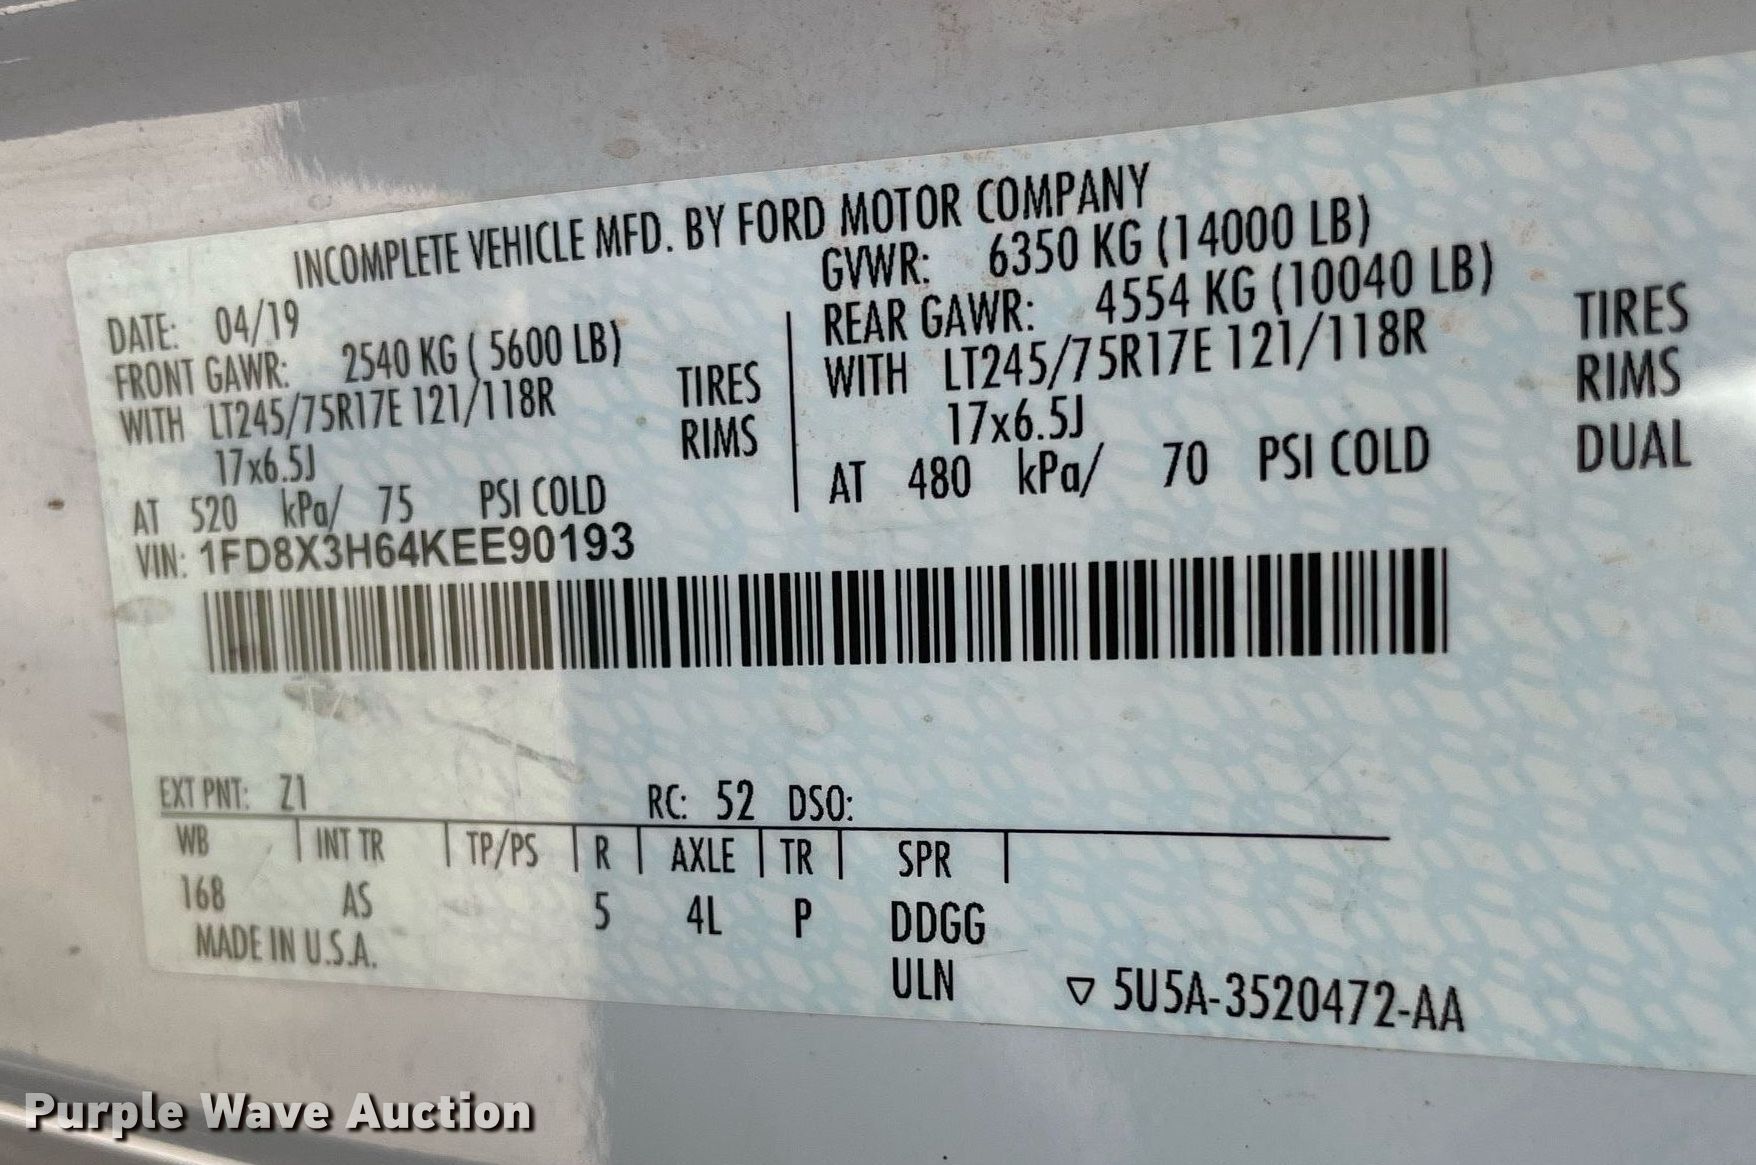 INCOMPLETE VEHICLE MFD. BY FORD MOTOR COMPANY
DATE: 04/19
GVWR: 6350 KG (14000 LB)
FRONT GAWR: 2540 KG ( 5600 LB)
REAR GAWR: 4554 KG (10040 LB)
WITH LT245/75R17E 121/118R TIRES
WITH LT245/75R17E 121/118R TIRES
17x6.5J RIMS
17x6.5J RIMS
AT 520 kPa/ 75 PSI COLD
AT 480 kPa/ 70 PSI COLD DUAL
VIN: 1FD8X3H64KEE90193
EXT PNT: Z1 RC: 52 DSO:
WB | INT TR | TP/PS | R | AXLE | TR | SPR |
168 AS 5 4L P DDGG
MADE IN U.S.A. ULN ▽ 5U5A-3520472-AA
Purple Wave Auction